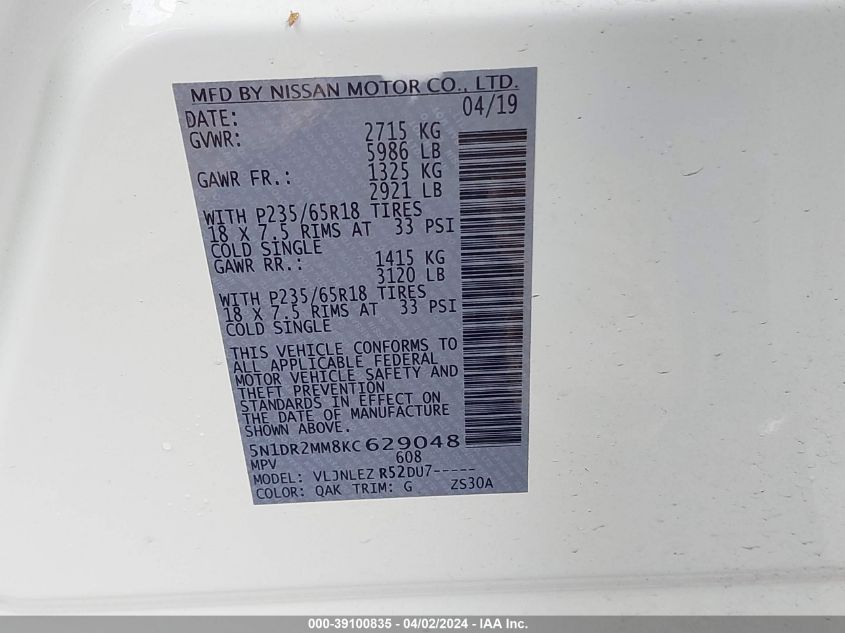 MFD BY NISSAN MOTOR CO., LTD.
DATE: 04/19
GVWR: 2715 KG
5986 LB
GAWR FR.: 1325 KG
2921 LB
WITH P235/65R18 TIRES
18 X 7.5 RIMS AT 33 PSI
COLD SINGLE
GAWR RR.: 1415 KG
3120 LB
WITH P235/65R18 TIRES
18 X 7.5 RIMS AT 33 PSI
COLD SINGLE
THIS VEHICLE CONFORMS TO
ALL APPLICABLE FEDERAL
MOTOR VEHICLE SAFETY AND
THEFT PREVENTION
STANDARDS IN EFFECT ON
THE DATE OF MANUFACTURE
SHOWN ABOVE.
5N1DR2MM8KC629048
MPV 608
MODEL: VLJNLEZ R52DU7-----
COLOR: QAK TRIM: G ZS30A
000-39100835 - 04/02/2024 - IAA Inc.